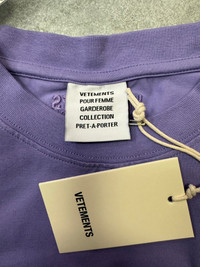 VETEMENTS
POUR FEMME
GARDEROBE
COLLECTION
PRET-A-PORTER
VETEMENTS